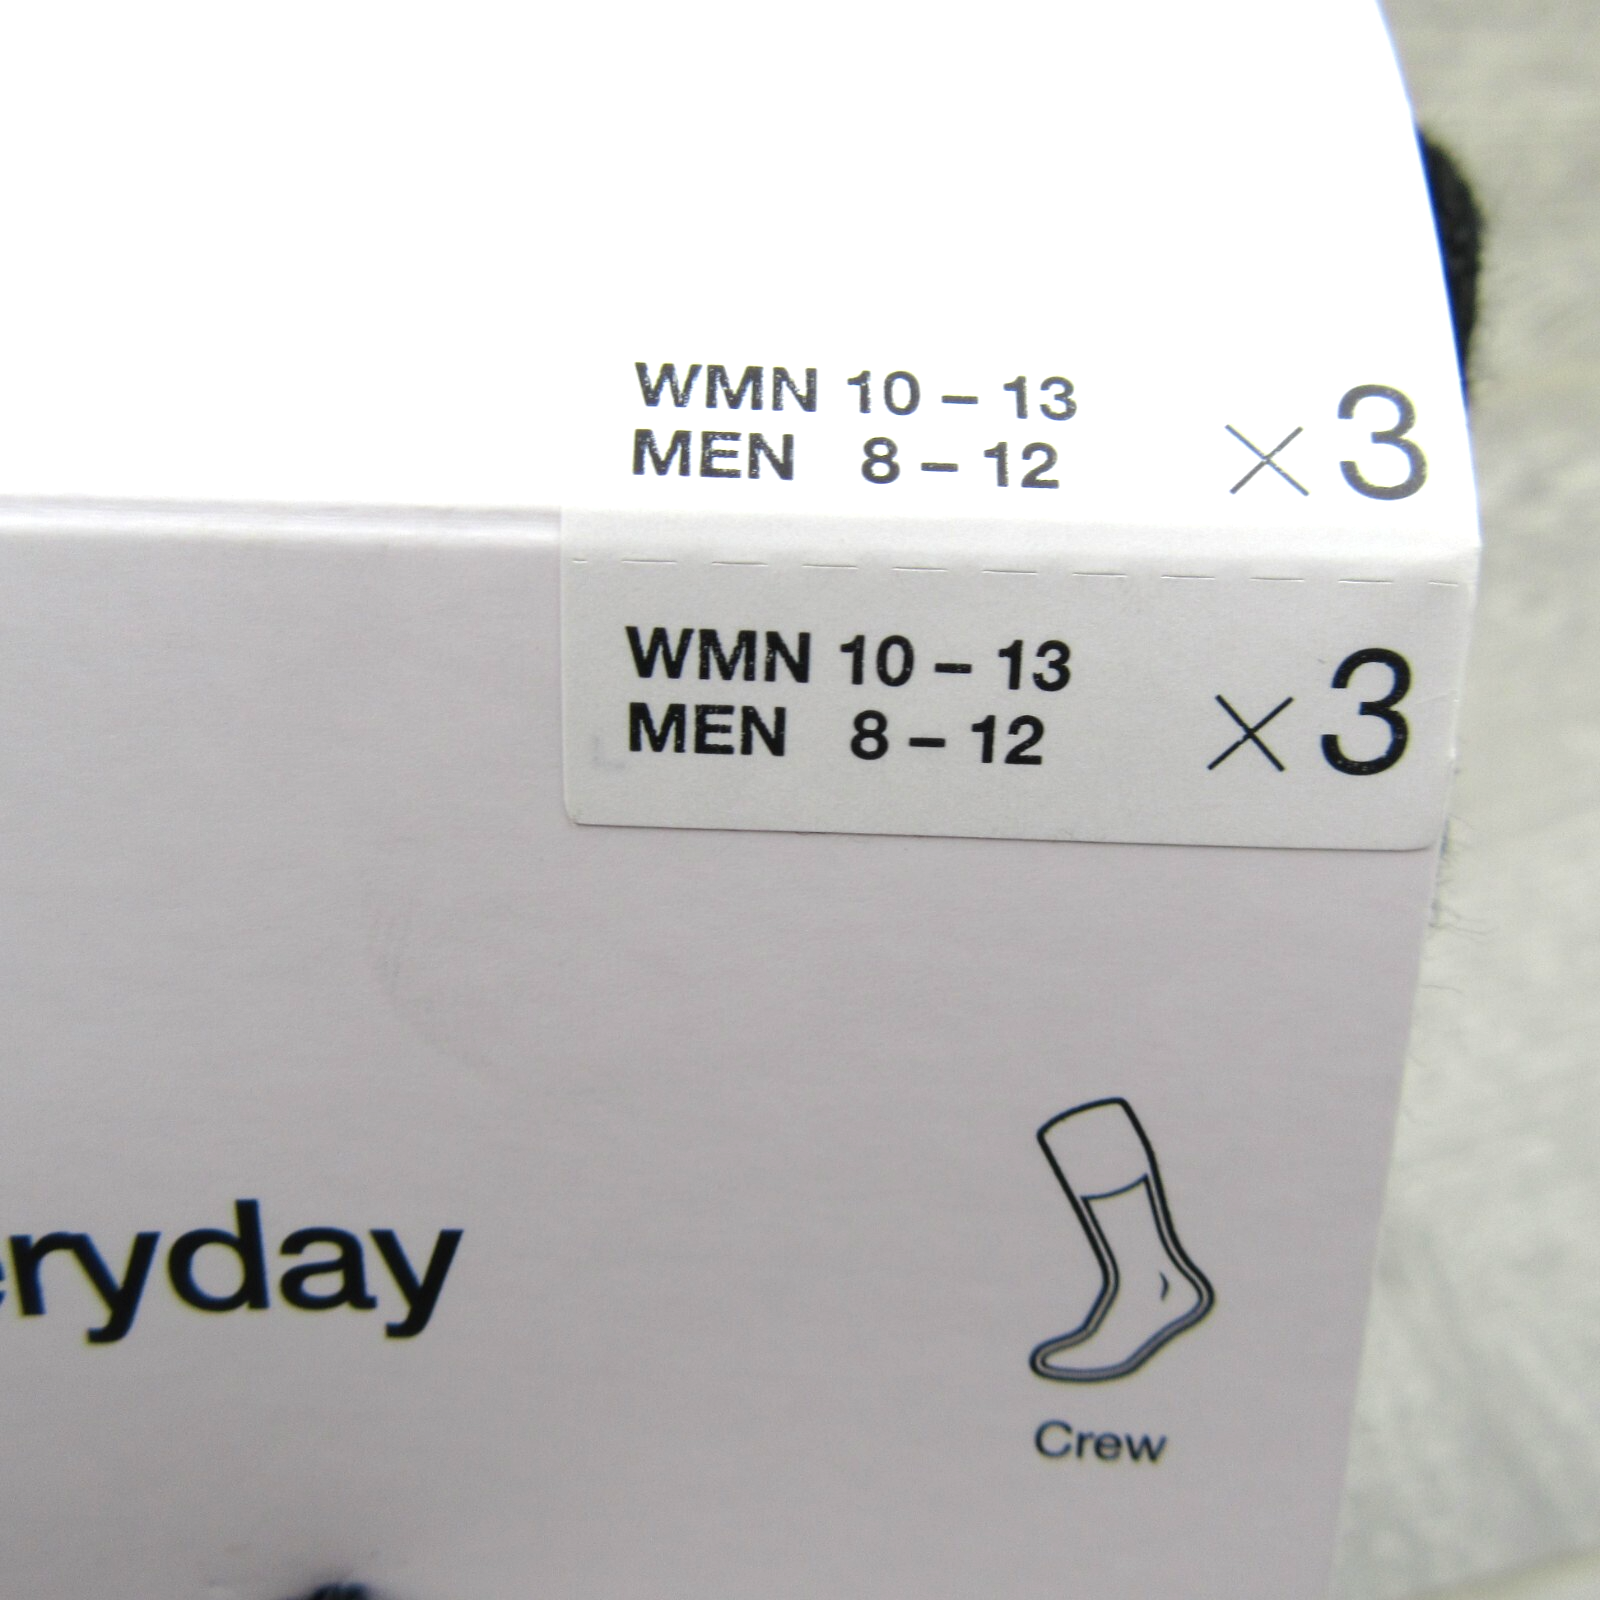 WMN 10 – 13
MEN 8 – 12
×3
WMN 10 – 13
MEN 8 – 12
×3
eryday
Crew